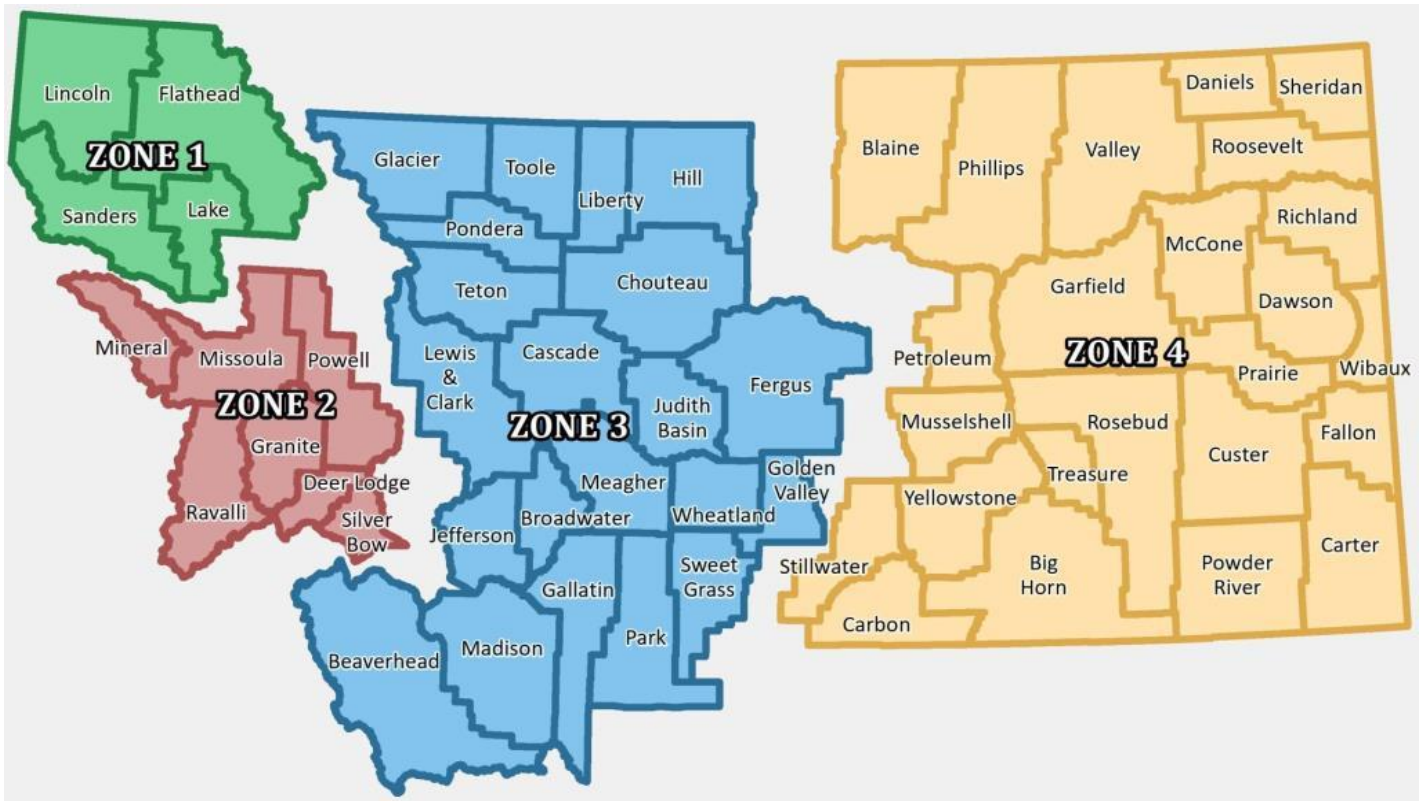 Lincoln
Flathead
ZONE 1
Sanders
Lake
Mineral
Missoula
Powell
ZONE 2
Granite
Deer Lodge
Ravalli
Silver
Bow
Glacier
Toole
Liberty
Hill
Pondera
Teton
Chouteau
Lewis
&
Clark
Cascade
Judith
Basin
Fergus
ZONE 3
Meagher
Golden
Valley
Wheatland
Broadwater
Jefferson
Gallatin
Sweet
Grass
Park
Madison
Beaverhead
Blaine
Phillips
Valley
Daniels
Sheridan
Roosevelt
Richland
McCone
Garfield
Dawson
Petroleum
ZONE 4
Prairie
Wibaux
Musselshell
Rosebud
Fallon
Custer
Treasure
Yellowstone
Stillwater
Big
Horn
Powder
River
Carter
Carbon